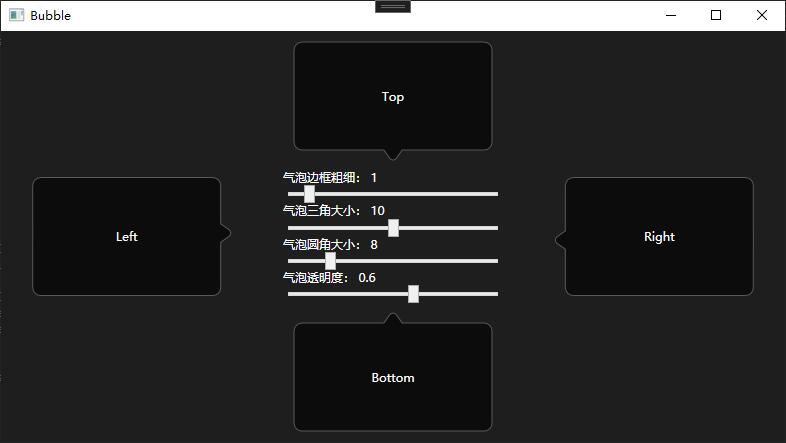 Bubble
Top
气泡边框粗细： 1
气泡三角大小： 10
气泡圆角大小： 8
气泡透明度： 0.6
Left
Right
Bottom